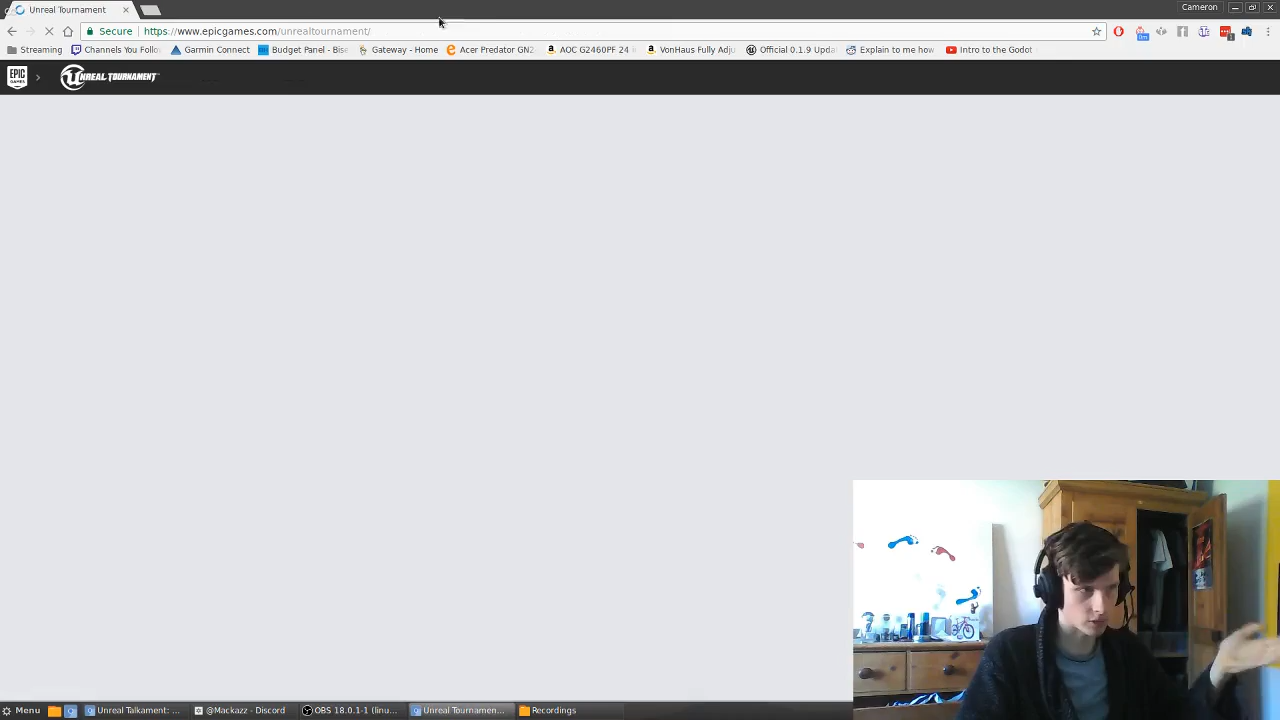 Unreal Tournament
Cameron
Secure
https://www.epicgames.com/unrealtournament/
Streaming
Channels You Follo
Garmin Connect
Budget Panel - Bise
Gateway - Home
Acer Predator GN2
AOC G2460PF 24 i
VonHaus Fully Adju
Official 0.1.9 Upda
Explain to me how
Intro to the Godot
EPIC
GAMES
UNREAL TOURNAMENT
Menu
Unreal Talkament: ...
@Mackazz - Discord
OBS 18.0.1-1 (linu...
Unreal Tournamen...
Recordings